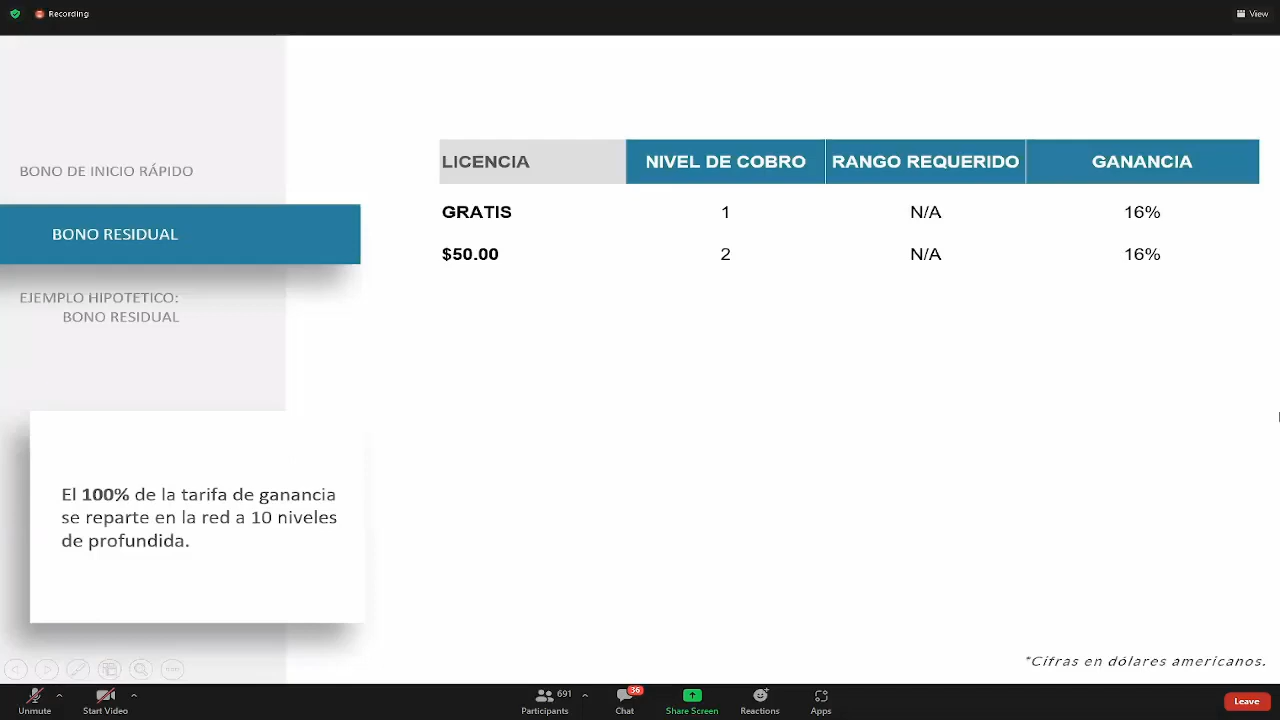 Recording
View
BONO DE INICIO RÁPIDO
BONO RESIDUAL
EJEMPLO HIPOTETICO:
BONO RESIDUAL
El 100% de la tarifa de ganancia
se reparte en la red a 10 niveles
de profundida.
LICENCIA NIVEL DE COBRO RANGO REQUERIDO GANANCIA
GRATIS 1 N/A 16%
$50.00 2 N/A 16%
*Cifras en dólares americanos.
Unmute
Start Video
691
Participants
36
Chat
Share Screen
Reactions
Apps
Leave